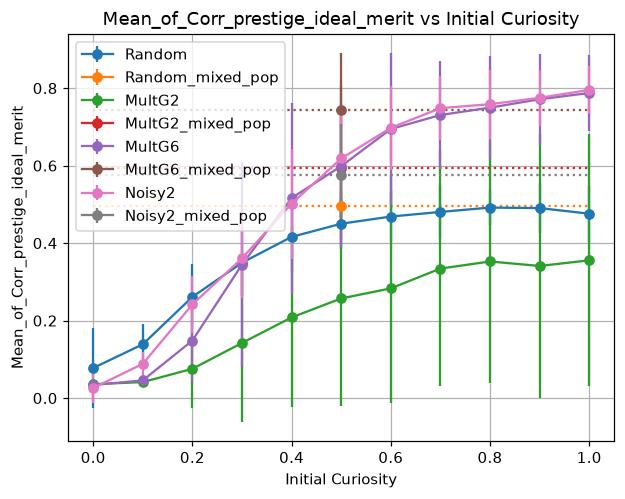 Mean_of_Corr_prestige_ideal_merit vs Initial Curiosity
Mean_of_Corr_prestige_ideal_merit
0.8
0.6
0.4
0.2
0.0
Random
Random_mixed_pop
MultG2
MultG2_mixed_pop
MultG6
MultG6_mixed_pop
Noisy2
Noisy2_mixed_pop
0.0 0.2 0.4 0.6 0.8 1.0
Initial Curiosity